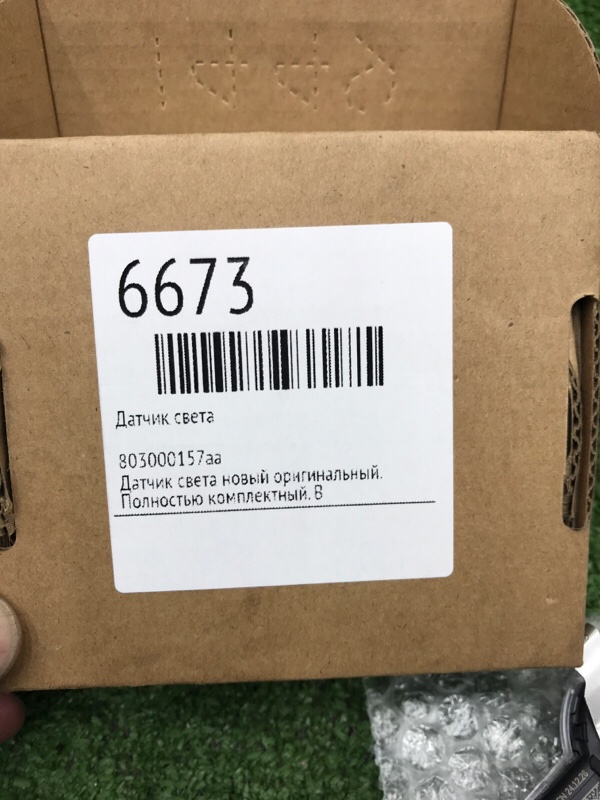 6673
Датчик света
803000157аа
Датчик света новый оригинальный.
Полностью комплектный. В